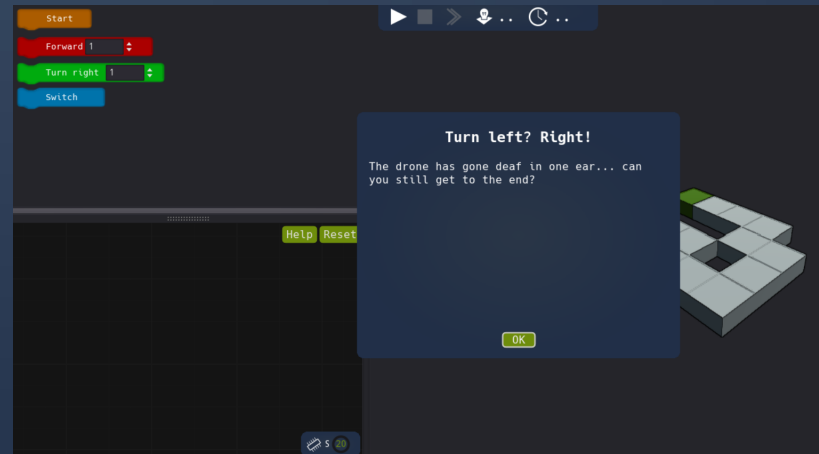 Start
Forward 1
Turn right 1
Switch
..
..
Turn left? Right!
The drone has gone deaf in one ear... can
you still get to the end?
Help Reset
OK
S 20